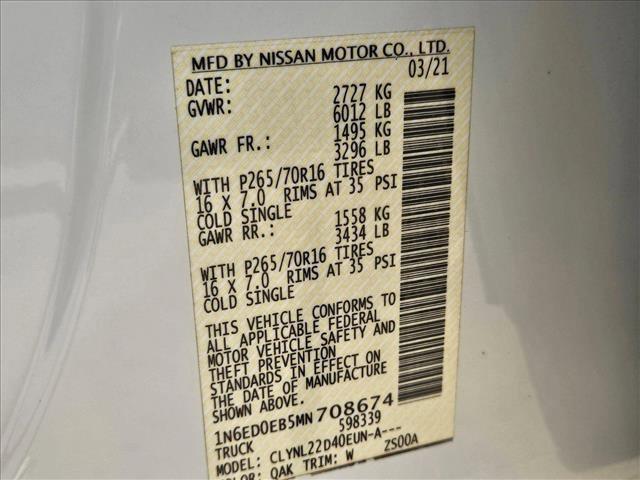 MFD BY NISSAN MOTOR CO., LTD.
DATE: 03/21
GVWR: 2727 KG
6012 LB
GAWR FR.: 1495 KG
3296 LB
WITH P265/70R16 TIRES
16 X 7.0 RIMS AT 35 PSI
COLD SINGLE
GAWR RR.: 1558 KG
3434 LB
WITH P265/70R16 TIRES
16 X 7.0 RIMS AT 35 PSI
COLD SINGLE
THIS VEHICLE CONFORMS TO
ALL APPLICABLE FEDERAL
MOTOR VEHICLE SAFETY AND
THEFT PREVENTION
STANDARDS IN EFFECT ON
THE DATE OF MANUFACTURE
SHOWN ABOVE.
1N6ED0EB5MN708674
TRUCK 598339
MODEL: CLYNL22D40EUN-A---
COLOR: QAK TRIM: W ZS00A